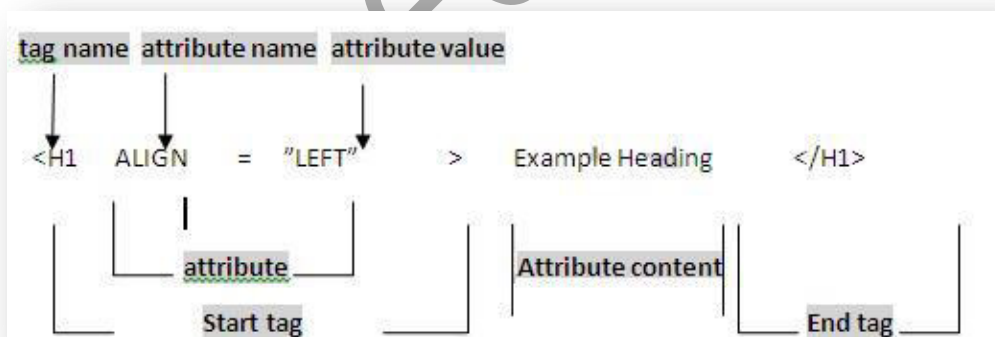 tag name attribute name attribute value
<H1 ALIGN = "LEFT" > Example Heading </H1>
attribute Attribute content
Start tag End tag